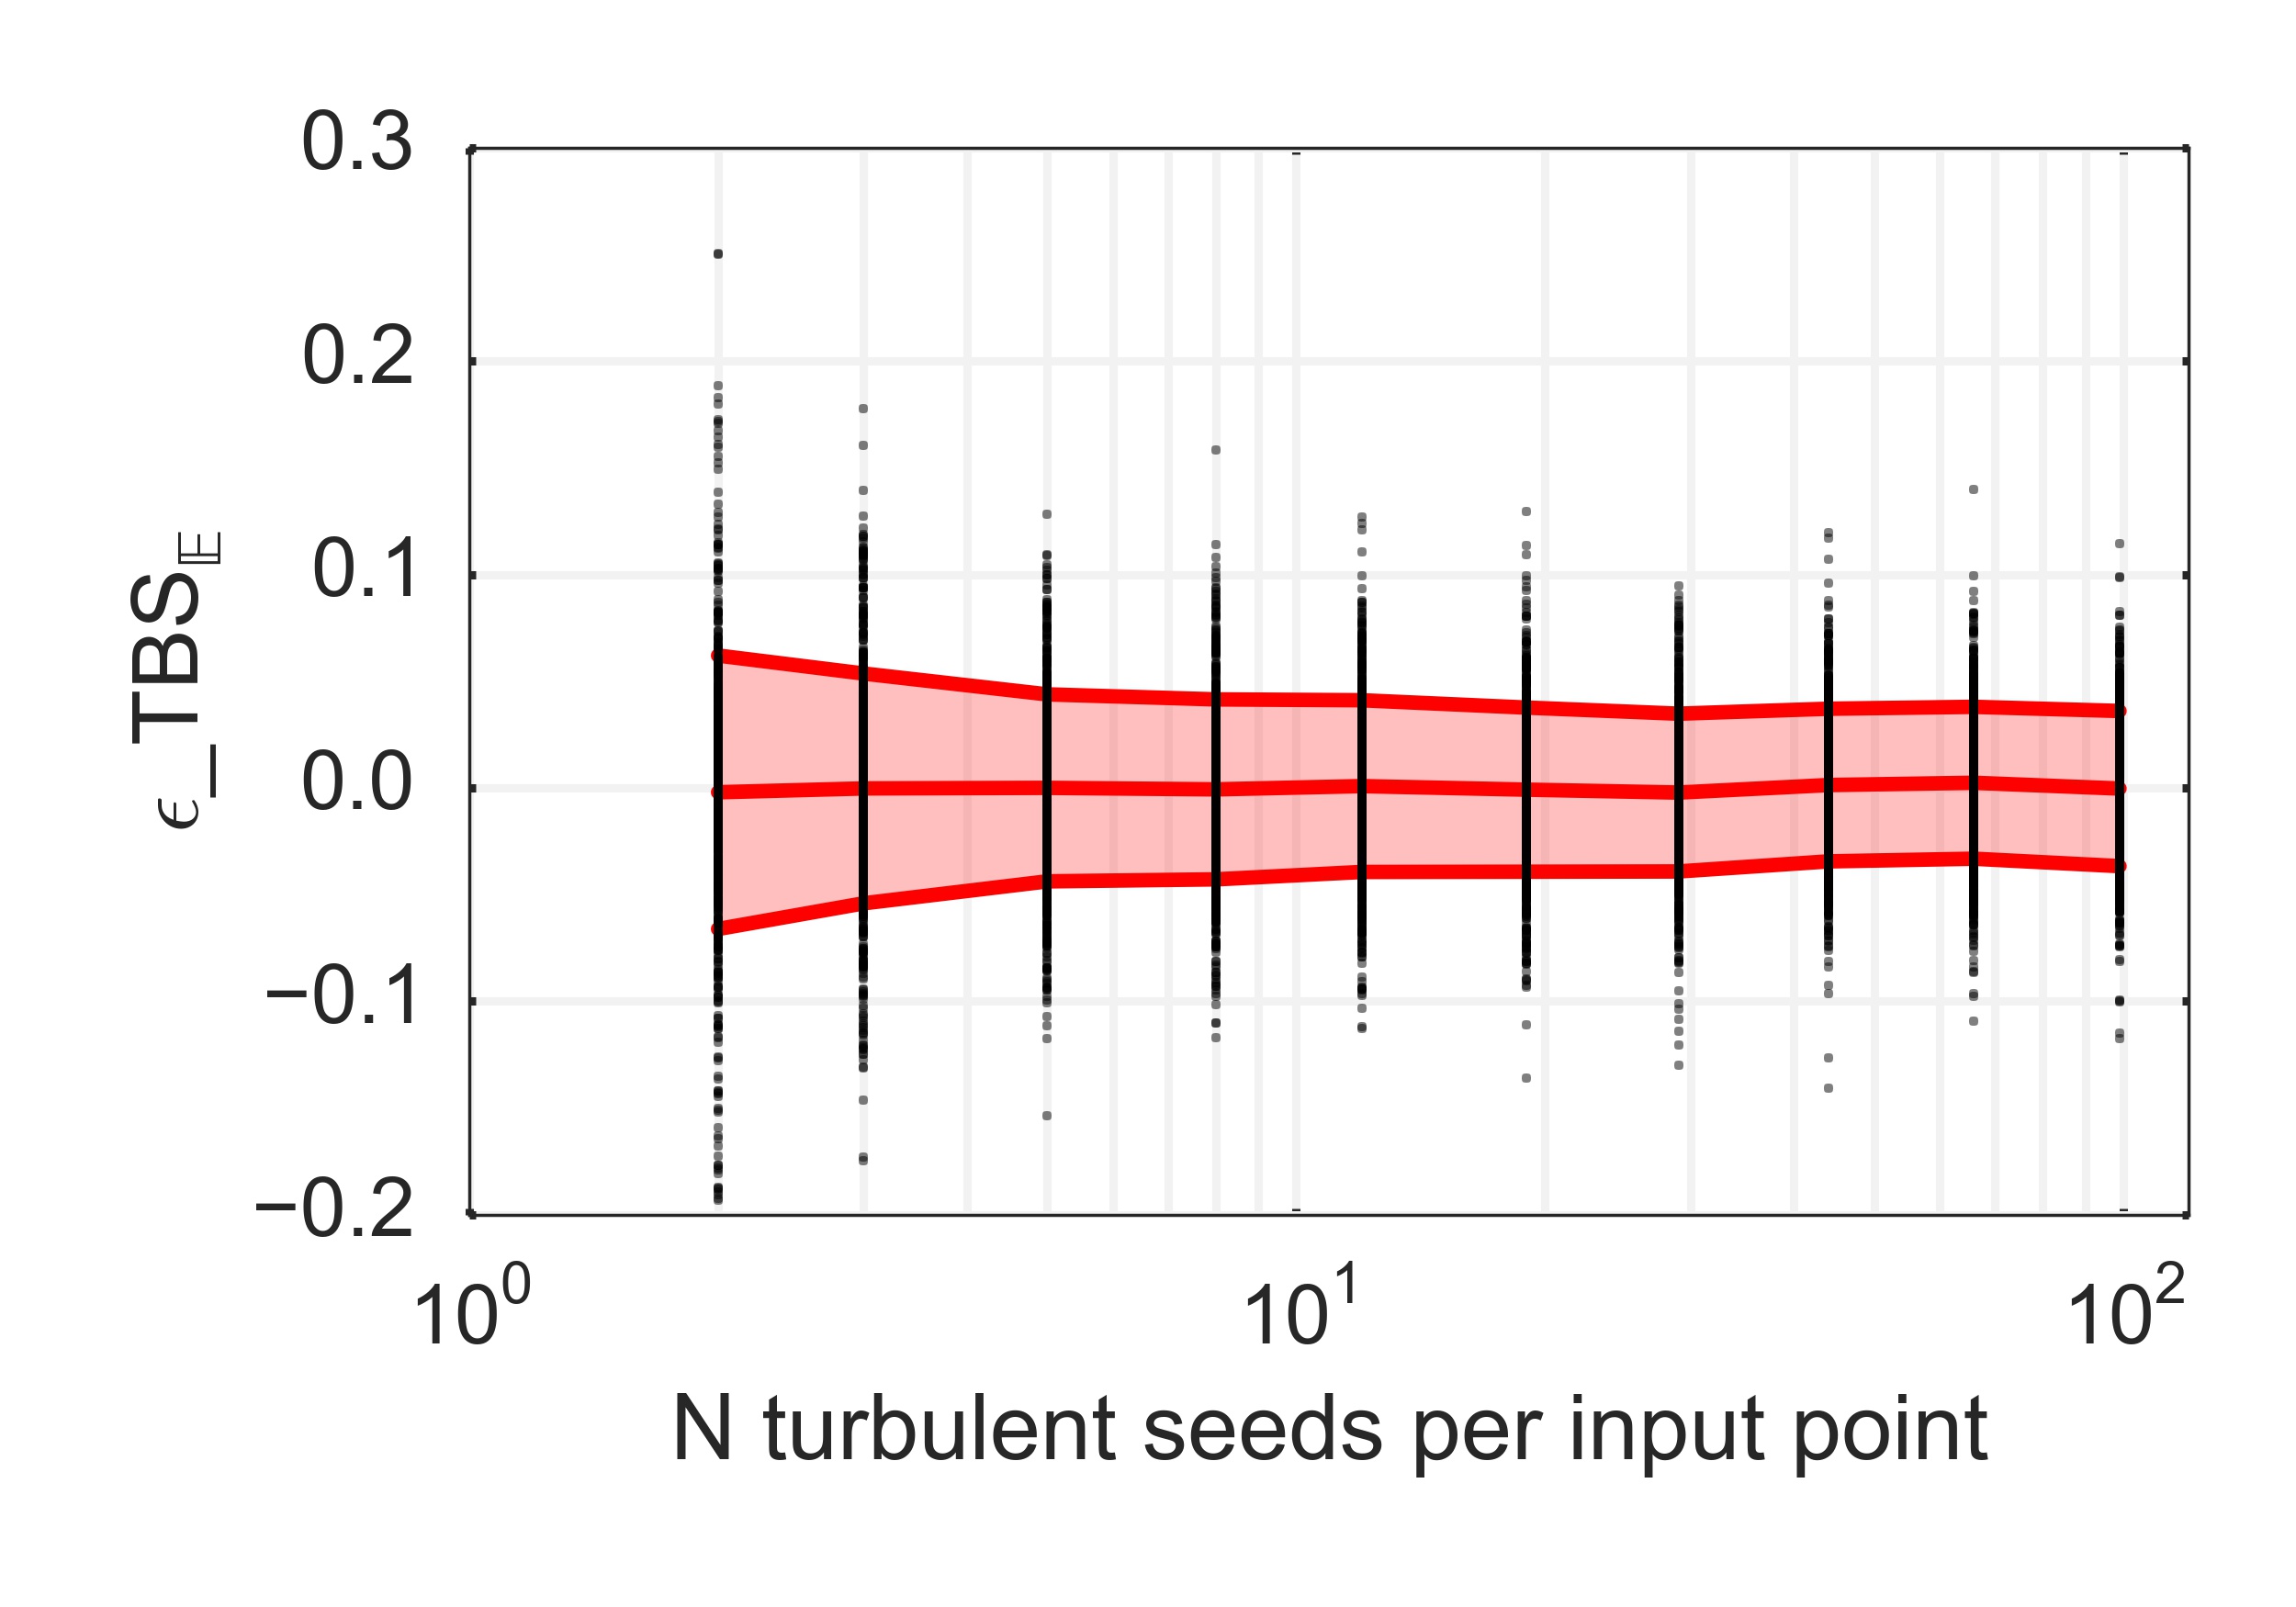 0.3
0.2
0.1
0.0
−0.1
−0.2
ϵ_TBS𝔼
10⁰ 10¹ 10²
N turbulent seeds per input point